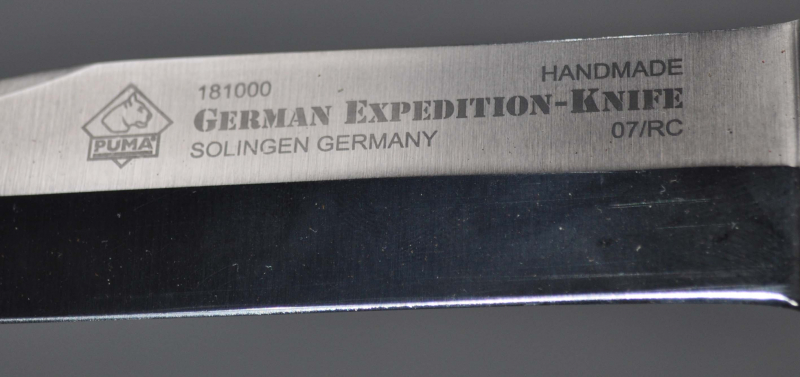 181000
HANDMADE
GERMAN EXPEDITION-KNIFE
SOLINGEN GERMANY
07/RC
PUMA